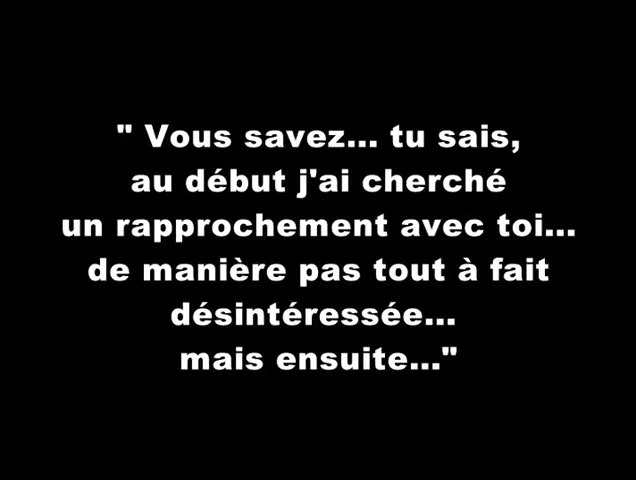 " Vous savez... tu sais,
au début j'ai cherché
un rapprochement avec toi...
de manière pas tout à fait
désintéressée...
mais ensuite..."